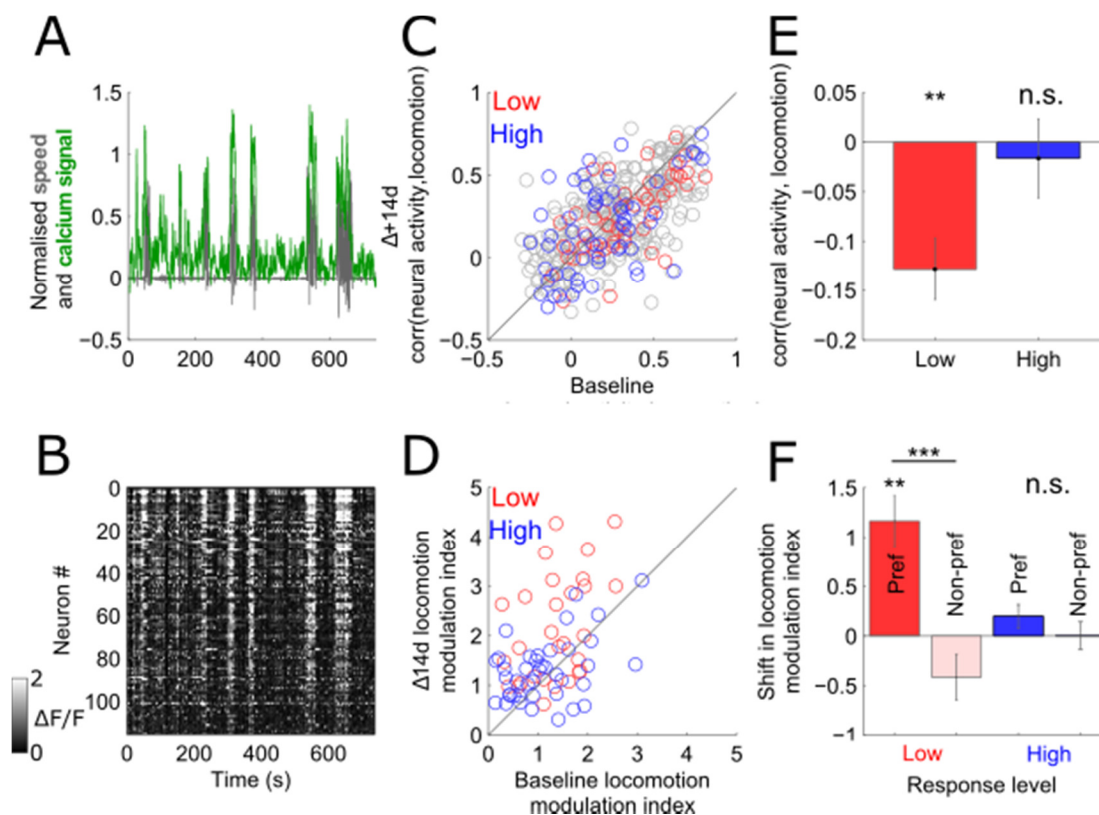 A
Normalised speed
and calcium signal
1.5
1
0.5
0
−0.5
0
200
400
600
C
Low
High
Δ+14d
corr(neural activity,locomotion)
1
0.5
0
−0.5
−0.5
0
0.5
1
Baseline
E
corr(neural activity, locomotion)
0.05
0
−0.05
−0.1
−0.15
−0.2
**
n.s.
Low
High
B
Neuron #
0
20
40
60
80
100
2
ΔF/F
0
0
200
400
600
Time (s)
D
Low
High
Δ14d locomotion
modulation index
5
4
3
2
1
0
0
1
2
3
4
5
Baseline locomotion
modulation index
F
Shift in locomotion
modulation index
1.5
1
0.5
0
−0.5
−1
***
**
n.s.
Pref
Non-pref
Pref
Non-pref
Low
High
Response level